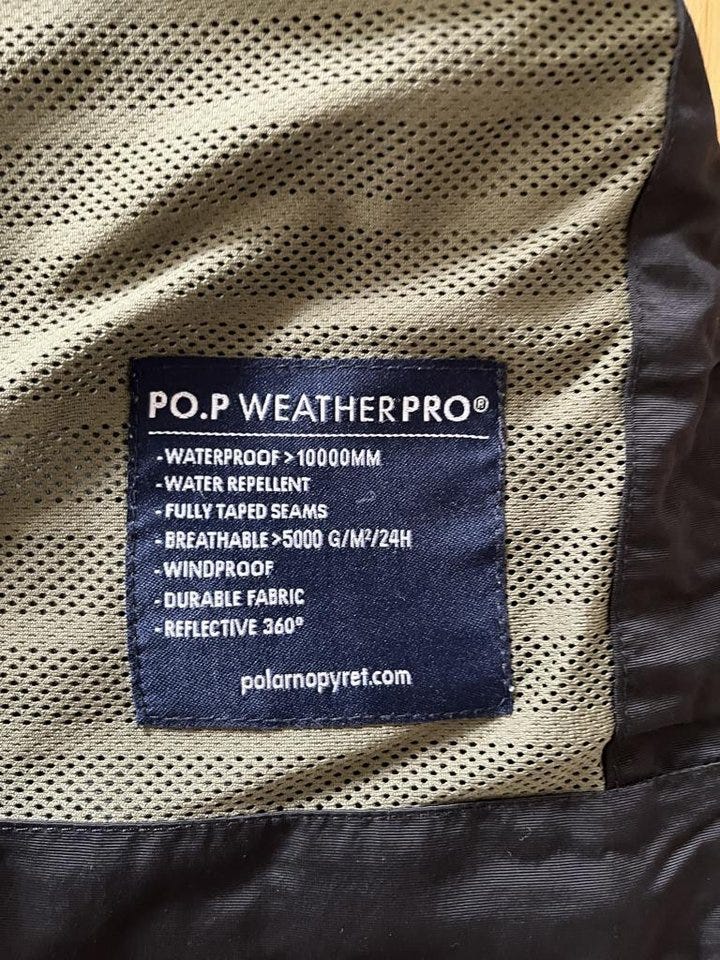 PO.P WEATHERPRO®
-WATERPROOF >10000MM
-WATER REPELLENT
-FULLY TAPED SEAMS
-BREATHABLE >5000 G/M²/24H
-WINDPROOF
-DURABLE FABRIC
-REFLECTIVE 360°
polarnopyret.com